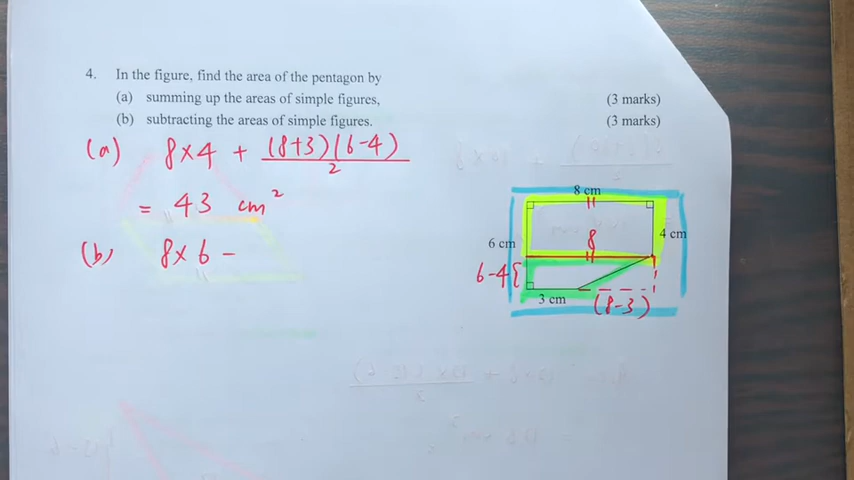 4. In the figure, find the area of the pentagon by
(a) summing up the areas of simple figures, (3 marks)
(b) subtracting the areas of simple figures. (3 marks)
(a) 8×4 + (8+3)(6-4)
2
= 43 cm²
(b) 8×6 -
8 cm
8
6 cm
4 cm
6-4{
3 cm
(8-3)